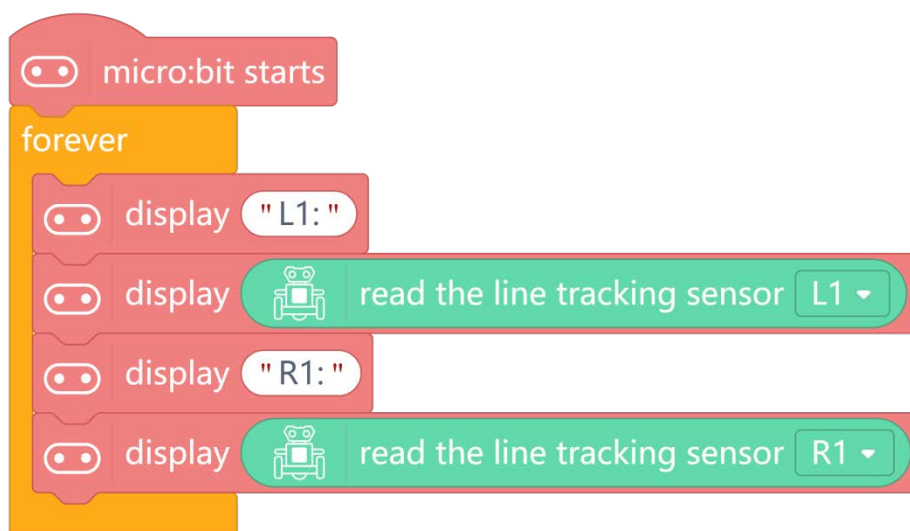 micro:bit starts
forever
display "L1:"
display read the line tracking sensor L1
display "R1:"
display read the line tracking sensor R1